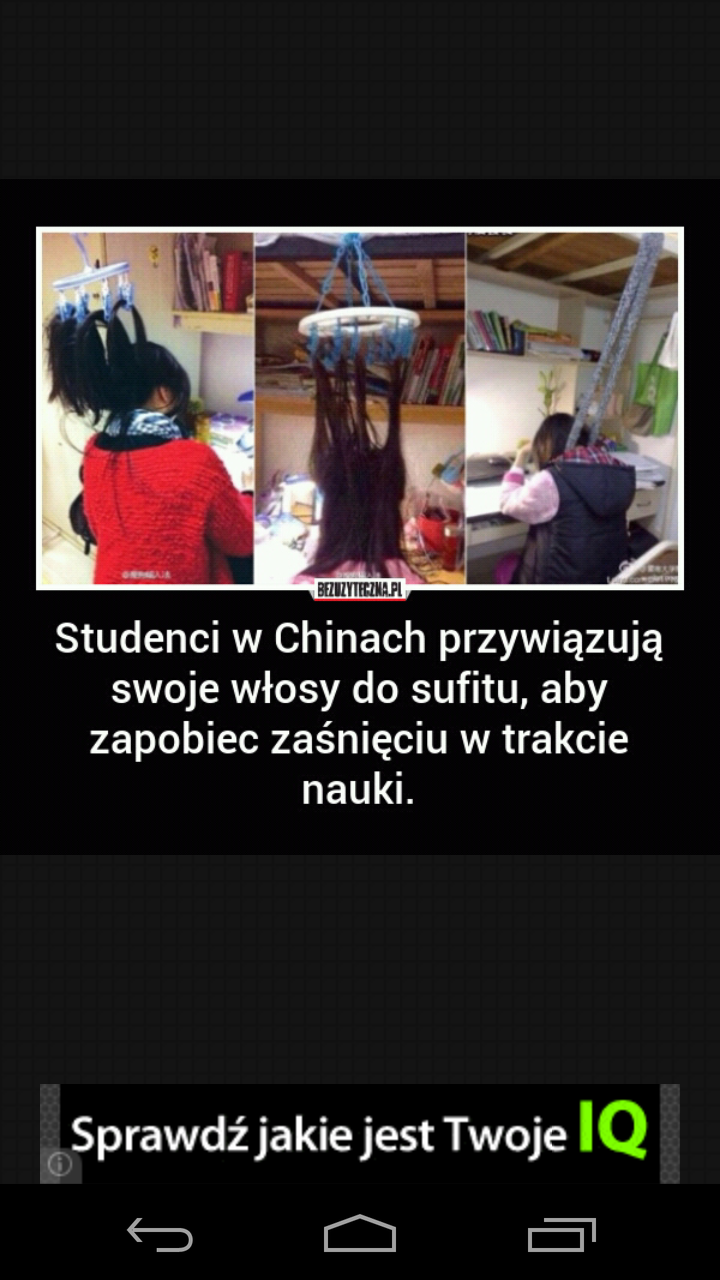 BEZUZYTECZNA.PL
Studenci w Chinach przywiązują
swoje włosy do sufitu, aby
zapobiec zaśnięciu w trakcie
nauki.
Sprawdź jakie jest Twoje IQ